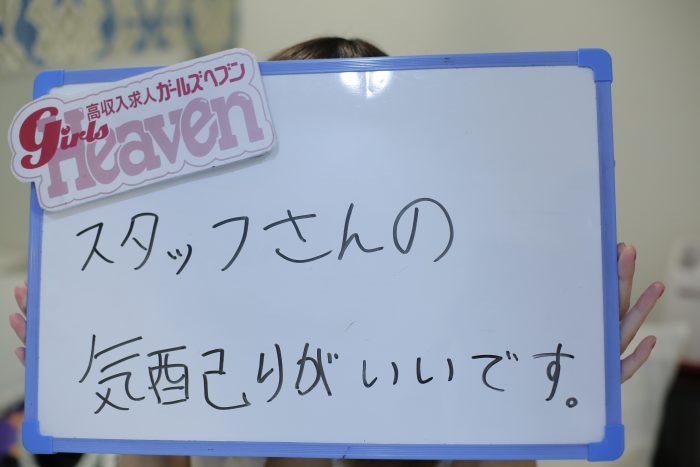 高収入求人ガールズヘブン
Girls Heaven
スタッフさんの
気配りがいいです。